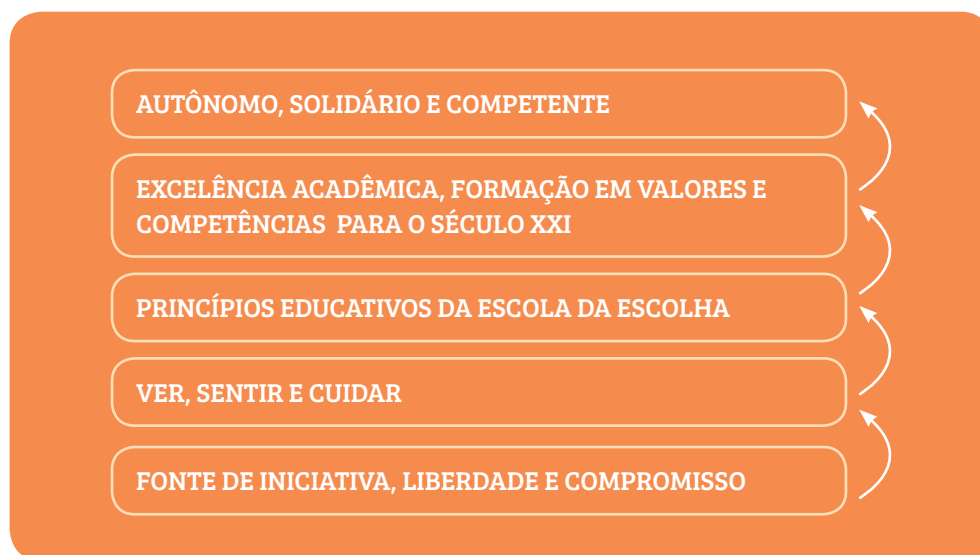 AUTÔNOMO, SOLIDÁRIO E COMPETENTE
EXCELÊNCIA ACADÊMICA, FORMAÇÃO EM VALORES E
COMPETÊNCIAS PARA O SÉCULO XXI
PRINCÍPIOS EDUCATIVOS DA ESCOLA DA ESCOLHA
VER, SENTIR E CUIDAR
FONTE DE INICIATIVA, LIBERDADE E COMPROMISSO